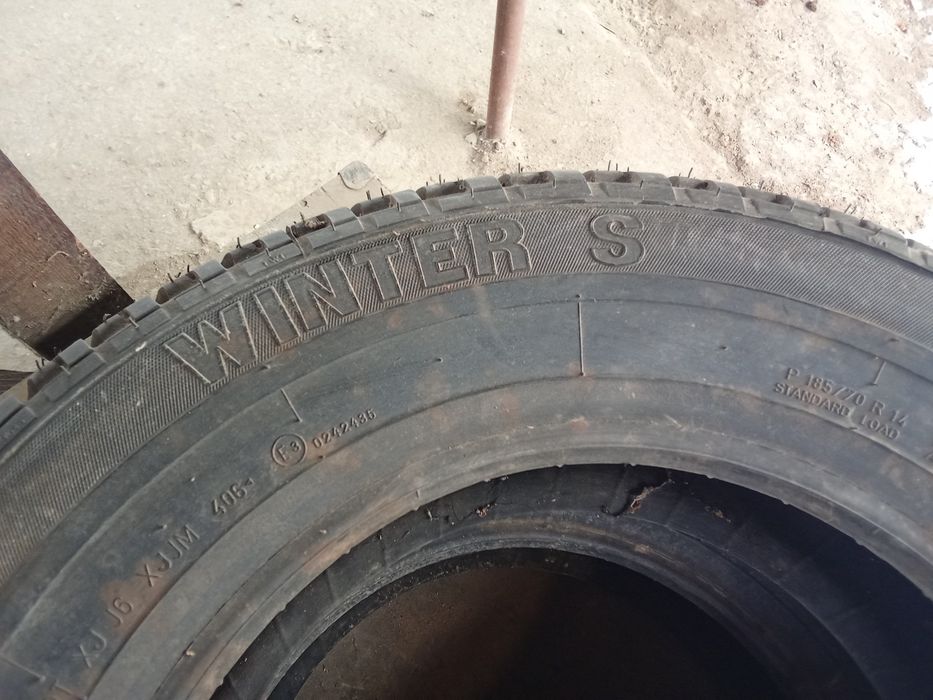 WINTER S
P 185/70 R 14
STANDARD LOAD
E3 0242435
XJ J6 XJJM 406